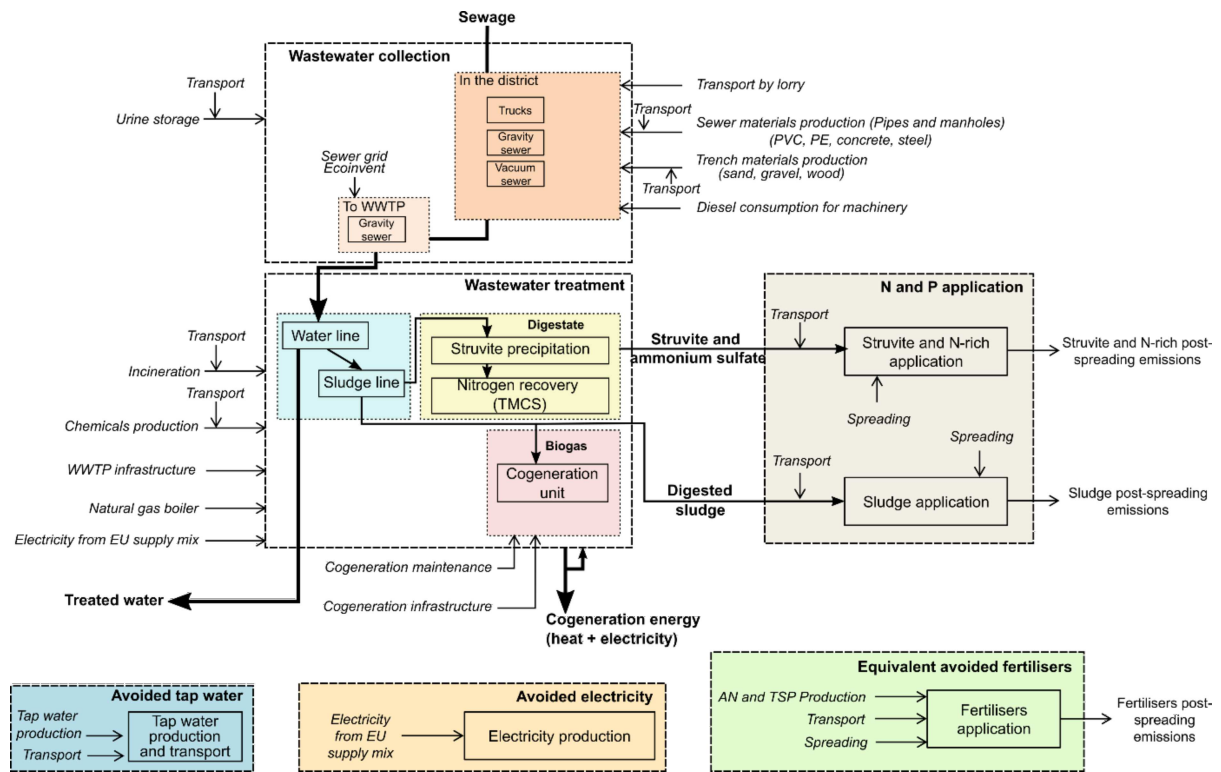 Sewage
Wastewater collection
In the district
Trucks
Gravity
sewer
Vacuum
sewer
Transport
Urine storage
Sewer grid
Ecoinvent
To WWTP
Gravity
sewer
Transport by lorry
Transport
Sewer materials production (Pipes and manholes)
(PVC, PE, concrete, steel)
Trench materials production
(sand, gravel, wood)
Transport
Diesel consumption for machinery
Wastewater treatment
Water line
Sludge line
Digestate
Struvite precipitation
Nitrogen recovery
(TMCS)
Biogas
Cogeneration
unit
Transport
Incineration
Transport
Chemicals production
WWTP infrastructure
Natural gas boiler
Electricity from EU supply mix
Cogeneration maintenance
Cogeneration infrastructure
Treated water
Cogeneration energy
(heat + electricity)
Struvite and
ammonium sulfate
Digested
sludge
N and P application
Transport
Struvite and N-rich
application
Spreading
Spreading
Transport
Sludge application
Struvite and N-rich post-
spreading emissions
Sludge post-spreading
emissions
Avoided tap water
Tap water
production
Transport
Tap water
production
and transport
Avoided electricity
Electricity
from EU
supply mix
Electricity production
Equivalent avoided fertilisers
AN and TSP Production
Transport
Spreading
Fertilisers
application
Fertilisers post-
spreading
emissions